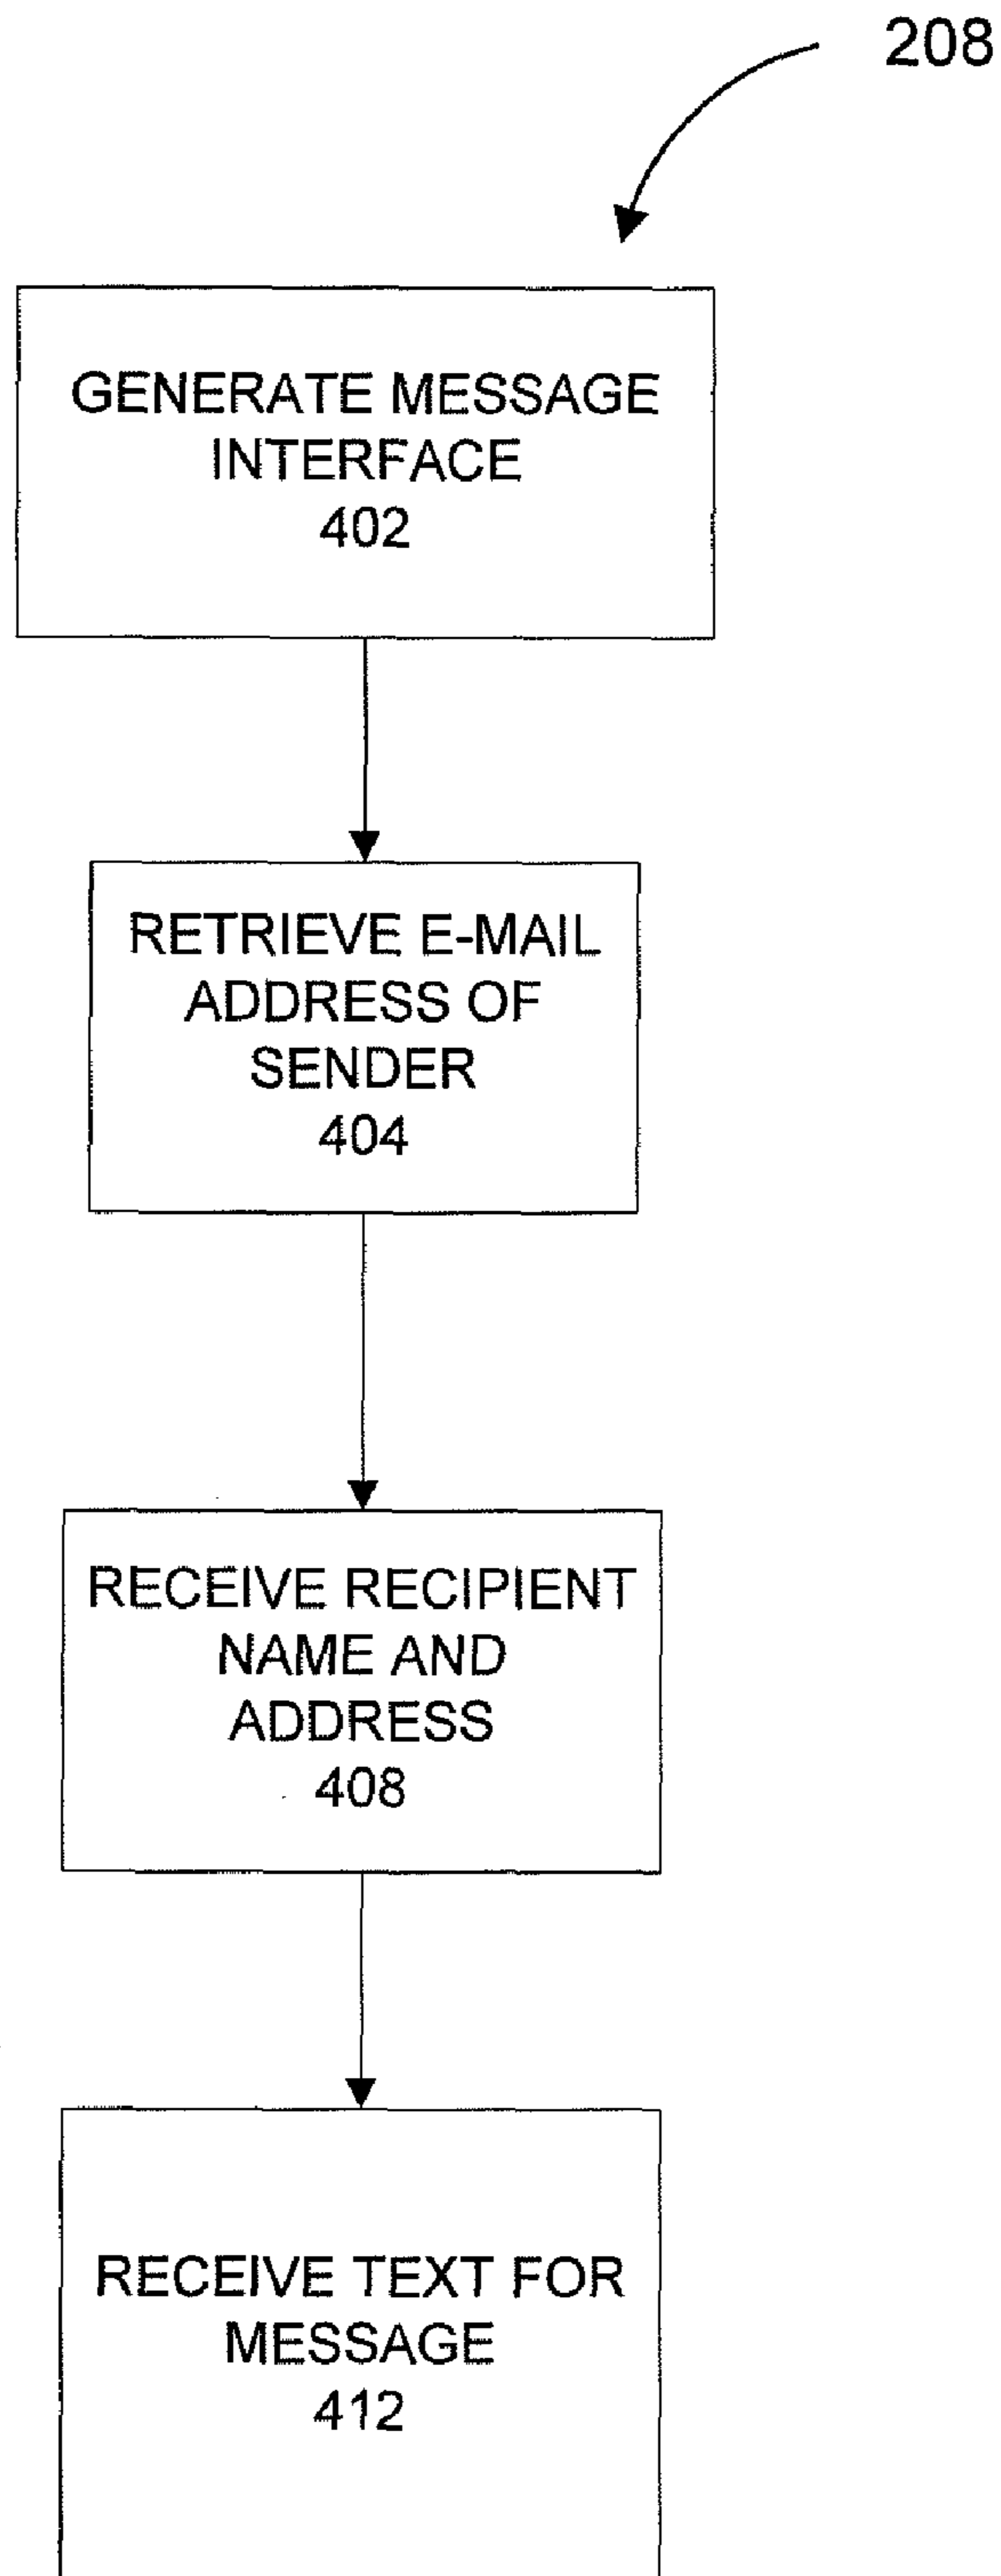 208
GENERATE MESSAGE
INTERFACE
402
RETRIEVE E-MAIL
ADDRESS OF
SENDER
404
RECEIVE RECIPIENT
NAME AND
ADDRESS
408
RECEIVE TEXT FOR
MESSAGE
412